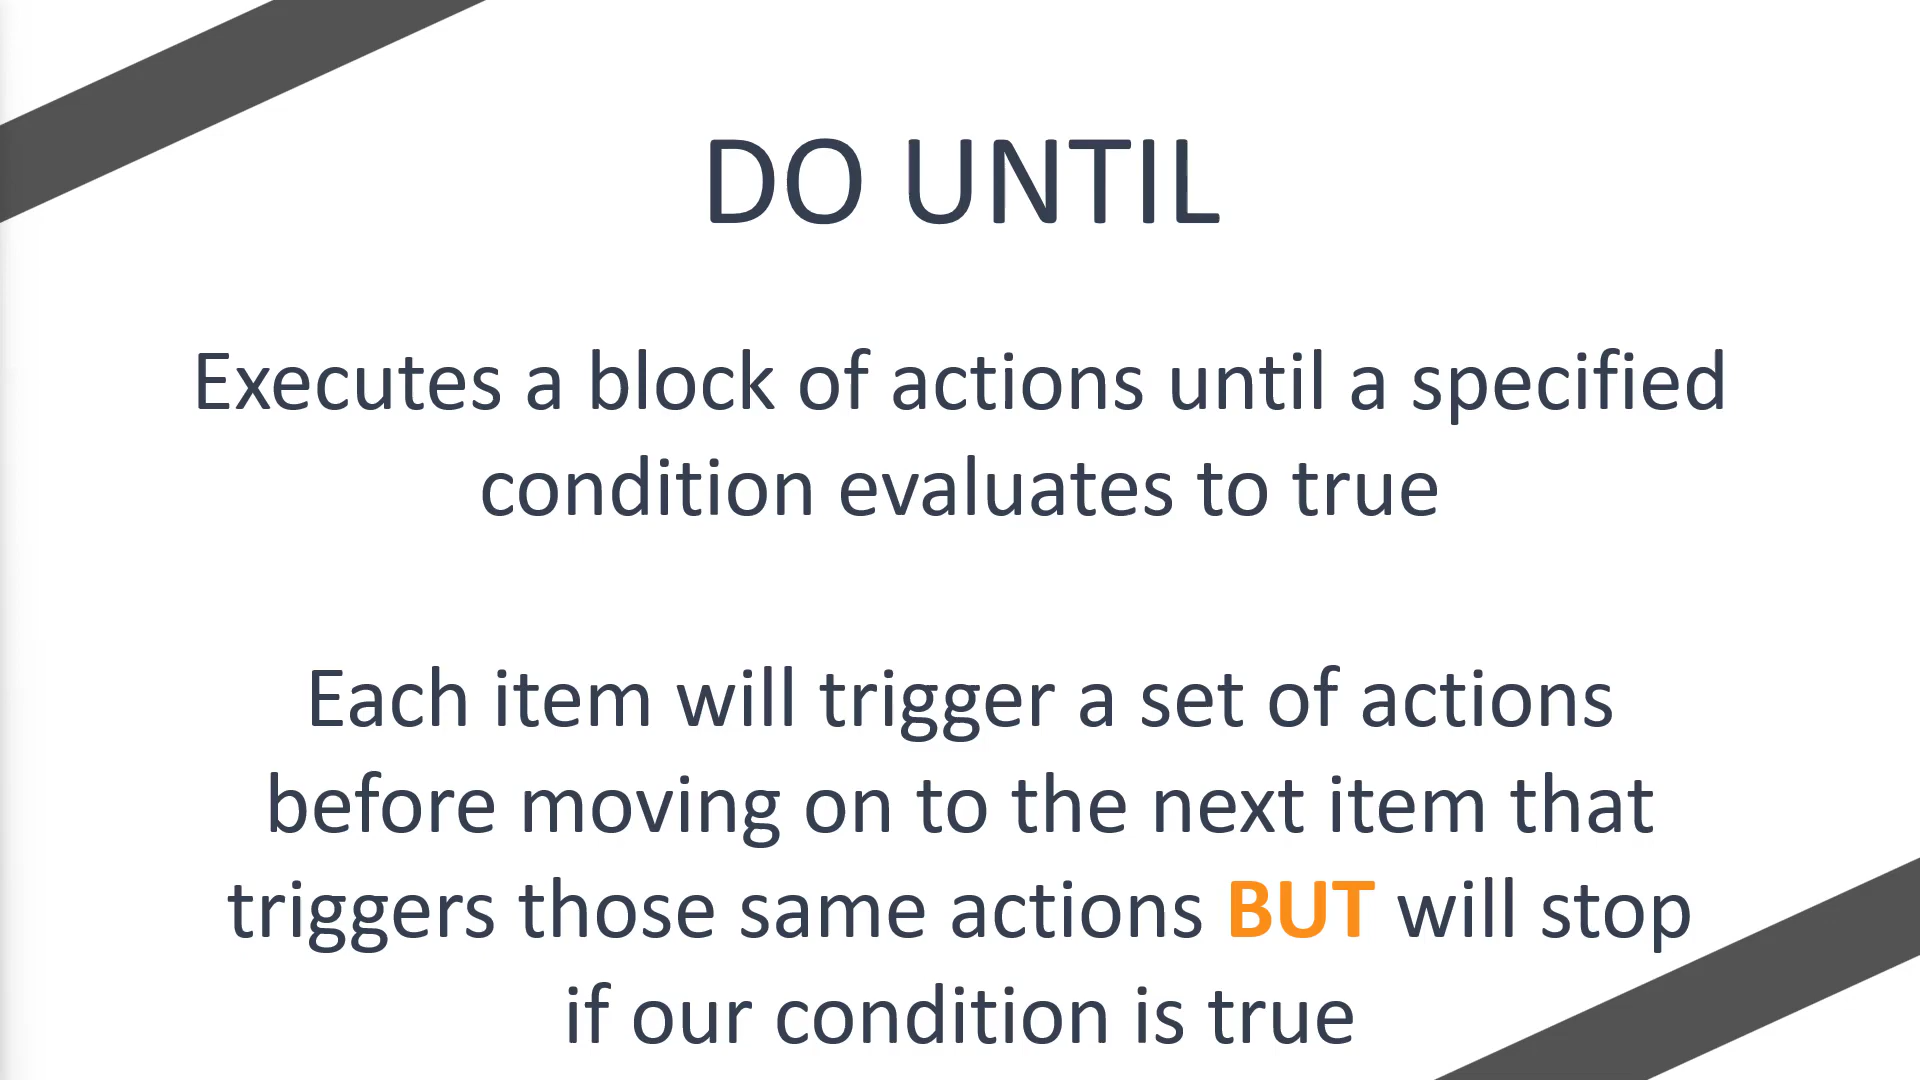 DO UNTIL
Executes a block of actions until a specified
condition evaluates to true
Each item will trigger a set of actions
before moving on to the next item that
triggers those same actions BUT will stop
if our condition is true